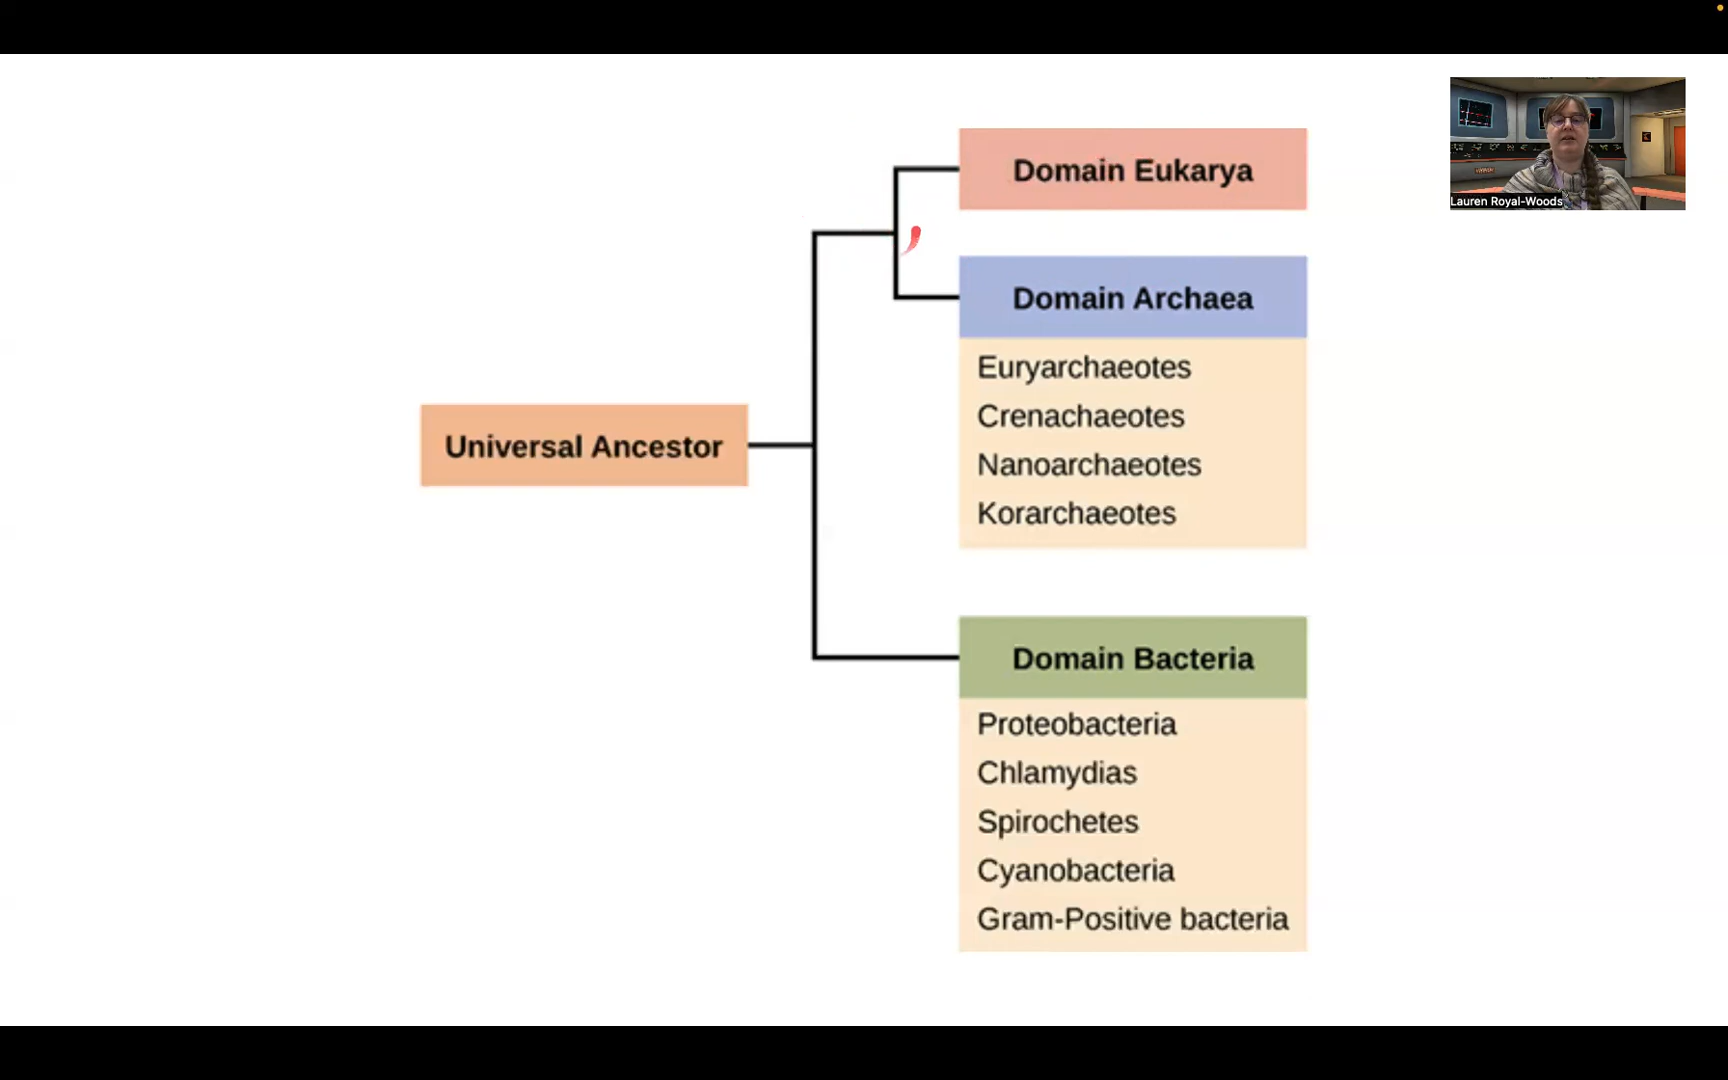 Domain Eukarya
Lauren Royal-Woods
Domain Archaea
Euryarchaeotes
Crenachaeotes
Universal Ancestor
Nanoarchaeotes
Korarchaeotes
Domain Bacteria
Proteobacteria
Chlamydias
Spirochetes
Cyanobacteria
Gram-Positive bacteria